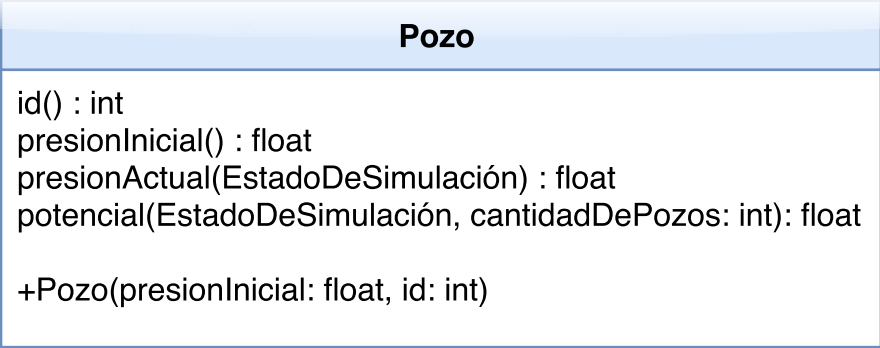 Pozo
id() : int
presionInicial() : float
presionActual(EstadoDeSimulación) : float
potencial(EstadoDeSimulación, cantidadDePozos: int): float
+Pozo(presionInicial: float, id: int)